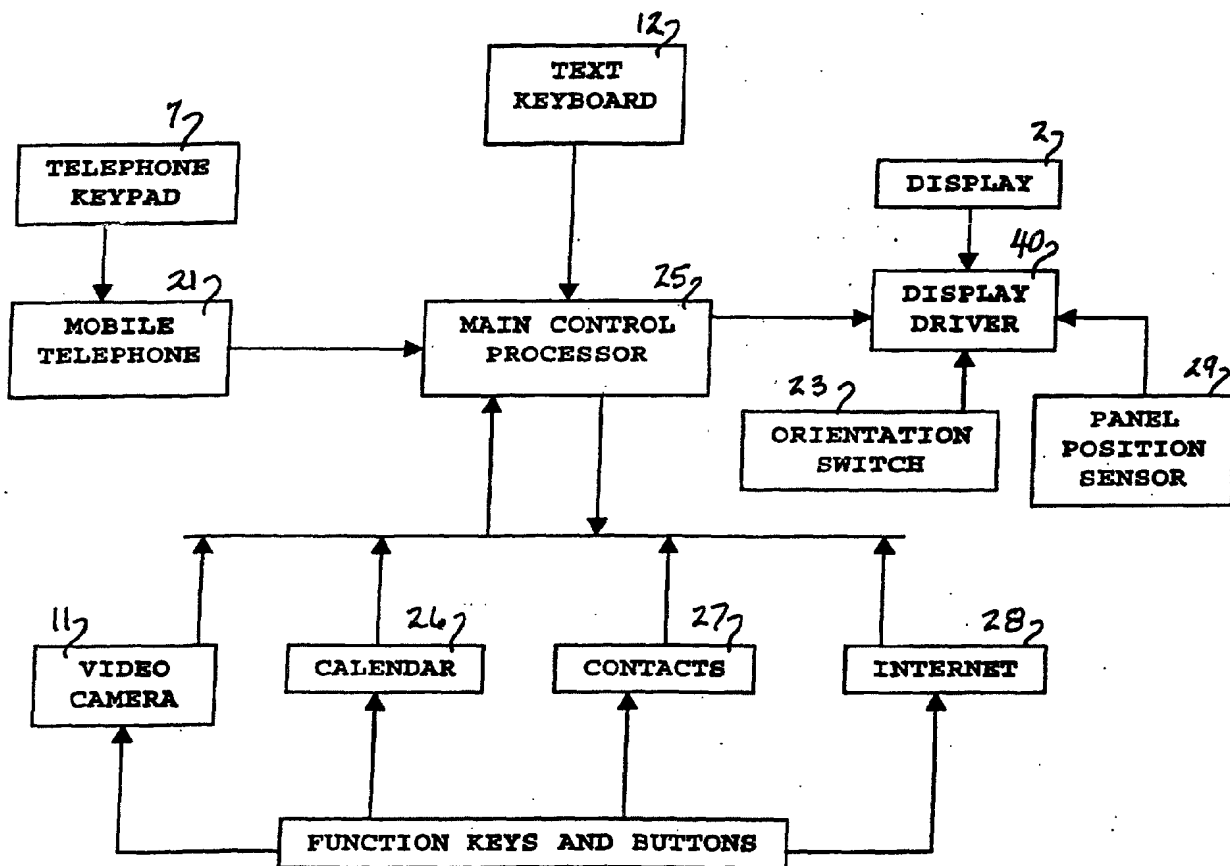 12
TEXT
KEYBOARD
7
TELEPHONE
KEYPAD
2
DISPLAY
21
MOBILE
TELEPHONE
25
MAIN CONTROL
PROCESSOR
40
DISPLAY
DRIVER
23
ORIENTATION
SWITCH
29
PANEL
POSITION
SENSOR
11
VIDEO
CAMERA
26
CALENDAR
27
CONTACTS
28
INTERNET
FUNCTION KEYS AND BUTTONS